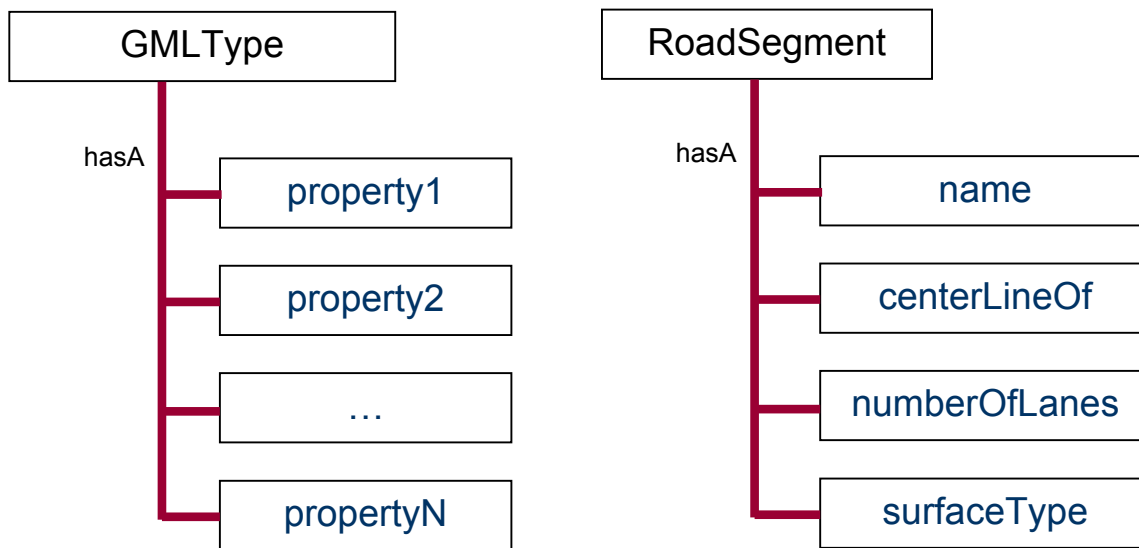 GMLType
hasA
property1
property2
...
propertyN
RoadSegment
hasA
name
centerLineOf
numberOfLanes
surfaceType